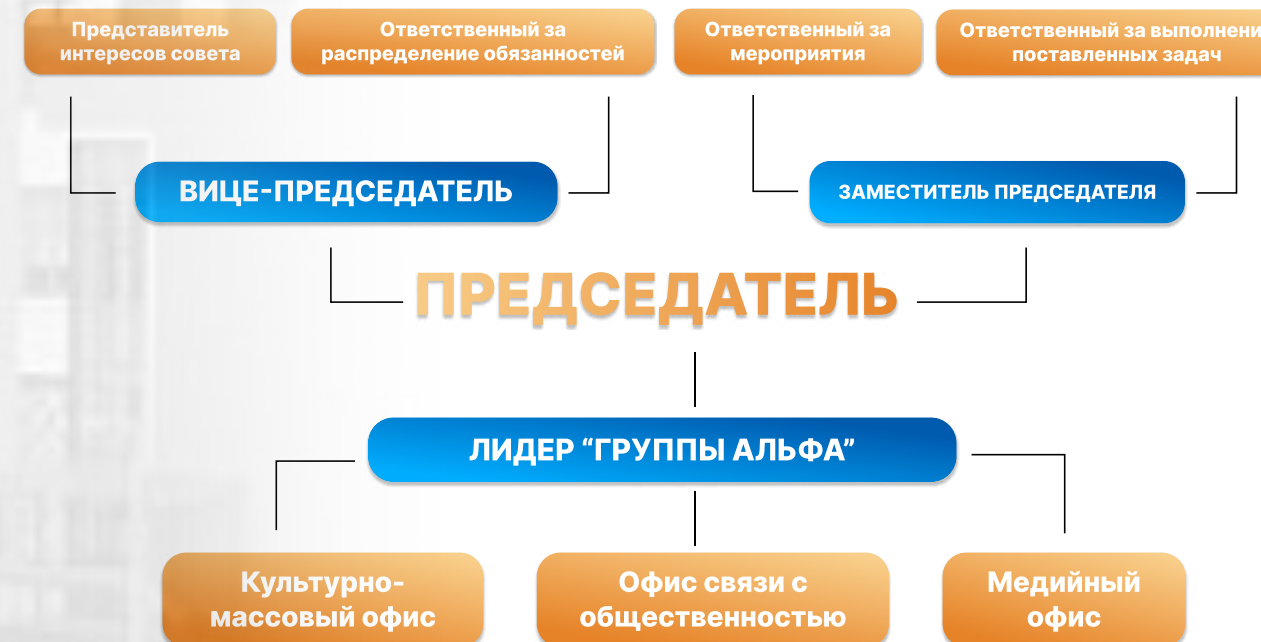 Представитель
интересов совета
Ответственный за
распределение обязанностей
Ответственный за
мероприятия
Ответственный за выполнени
поставленных задач
ВИЦЕ-ПРЕДСЕДАТЕЛЬ
ЗАМЕСТИТЕЛЬ ПРЕДСЕДАТЕЛЯ
ПРЕДСЕДАТЕЛЬ
ЛИДЕР “ГРУППЫ АЛЬФА”
Культурно-
массовый офис
Офис связи с
общественностью
Медийный
офис